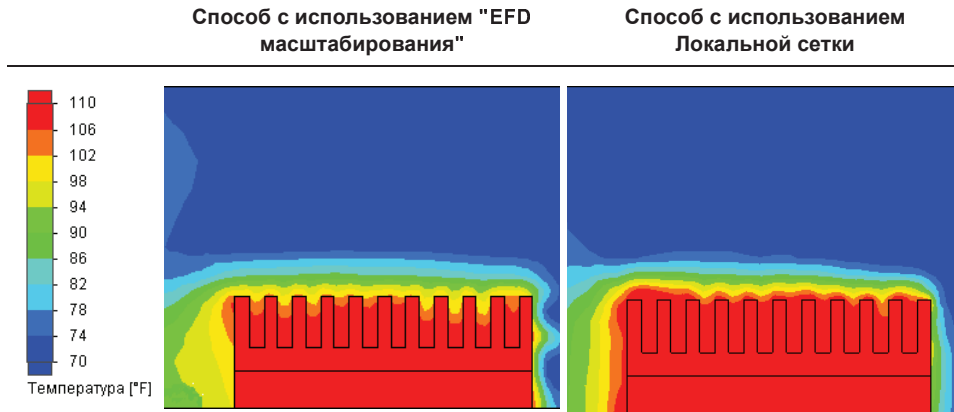 Способ с использованием "EFD
масштабирования"
Способ с использованием
Локальной сетки
110
106
102
98
94
90
86
82
78
74
70
Температура [°F]